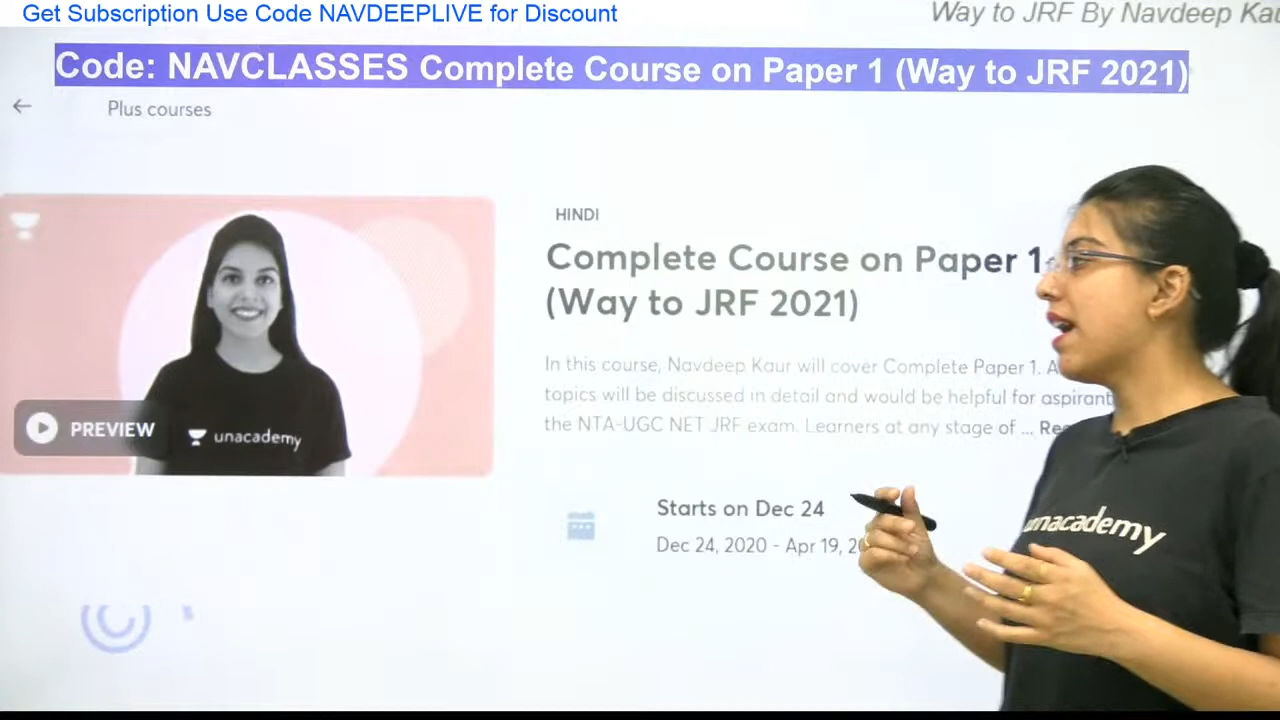 Get Subscription Use Code NAVDEEPLIVE for Discount
Way to JRF By Navdeep
Code: NAVCLASSES Complete Course on Paper 1 (Way to JRF 2021)
Plus courses
HINDI
Complete Course on Paper 1
(Way to JRF 2021)
In this course, Navdeep Kaur will cover Complete Paper 1.
topics will be discussed in detail and would be helpful for
the NTA-UGC NET JRF exam. Learners at any stage of ...
PREVIEW
unacademy
Starts on Dec 24
Dec 24, 2020 - Apr 19,
unacademy